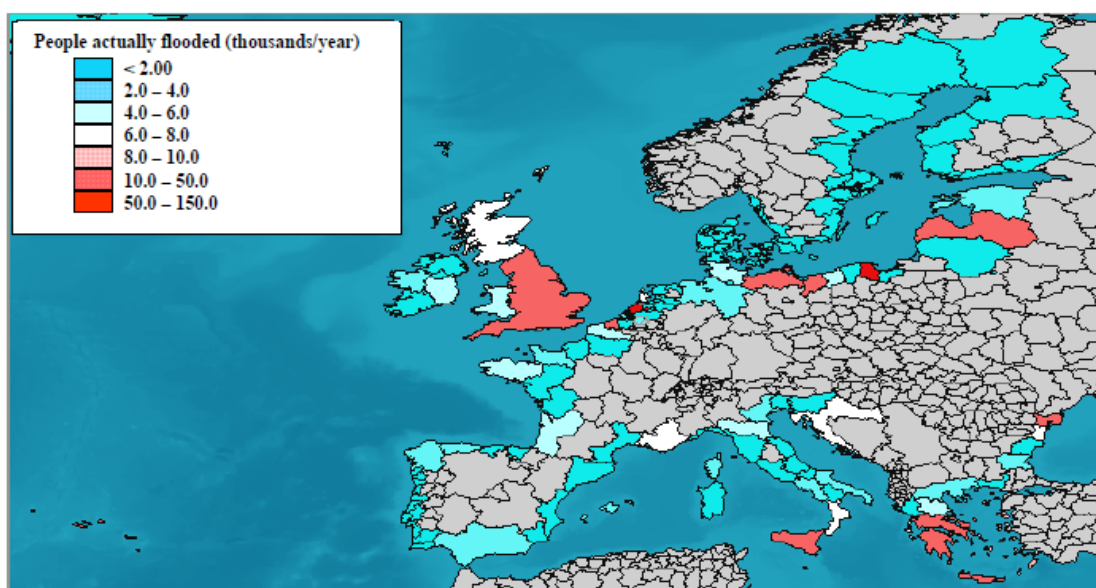 People actually flooded (thousands/year)
< 2.00
2.0 – 4.0
4.0 – 6.0
6.0 – 8.0
8.0 – 10.0
10.0 – 50.0
50.0 – 150.0